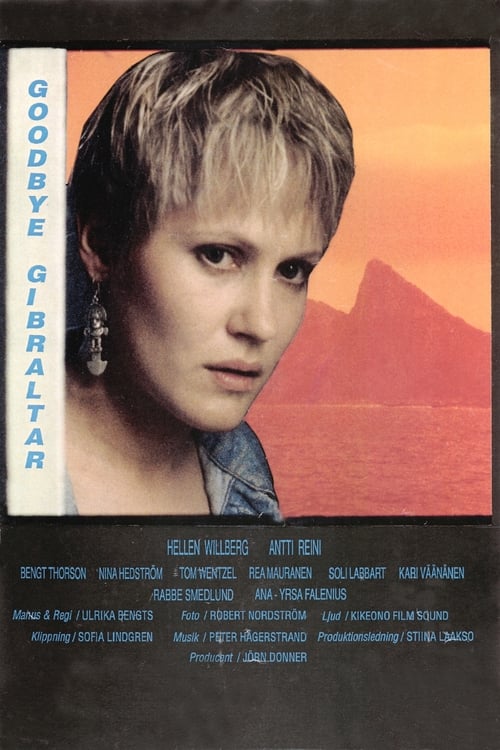 GOODBYE GIBRALTAR
HELLEN WILLBERG ANTTI REINI
BENGT THORSON NINA HEDSTRÖM TOM WENTZEL REA MAURANEN SOLI LABBART KARI VÄÄNÄNEN
RABBE SMEDLUND ANA-YRSA FALENIUS
Manus & Regi / ULRIKA BENGTS Foto / ROBERT NORDSTRÖM Ljud / KIKEONO FILM SOUND
Klippning / SOFIA LINDGREN Musik / PETER HÄGERSTRAND Produktionsledning / STIINA LAAKSO
Producent / JÖRN DONNER